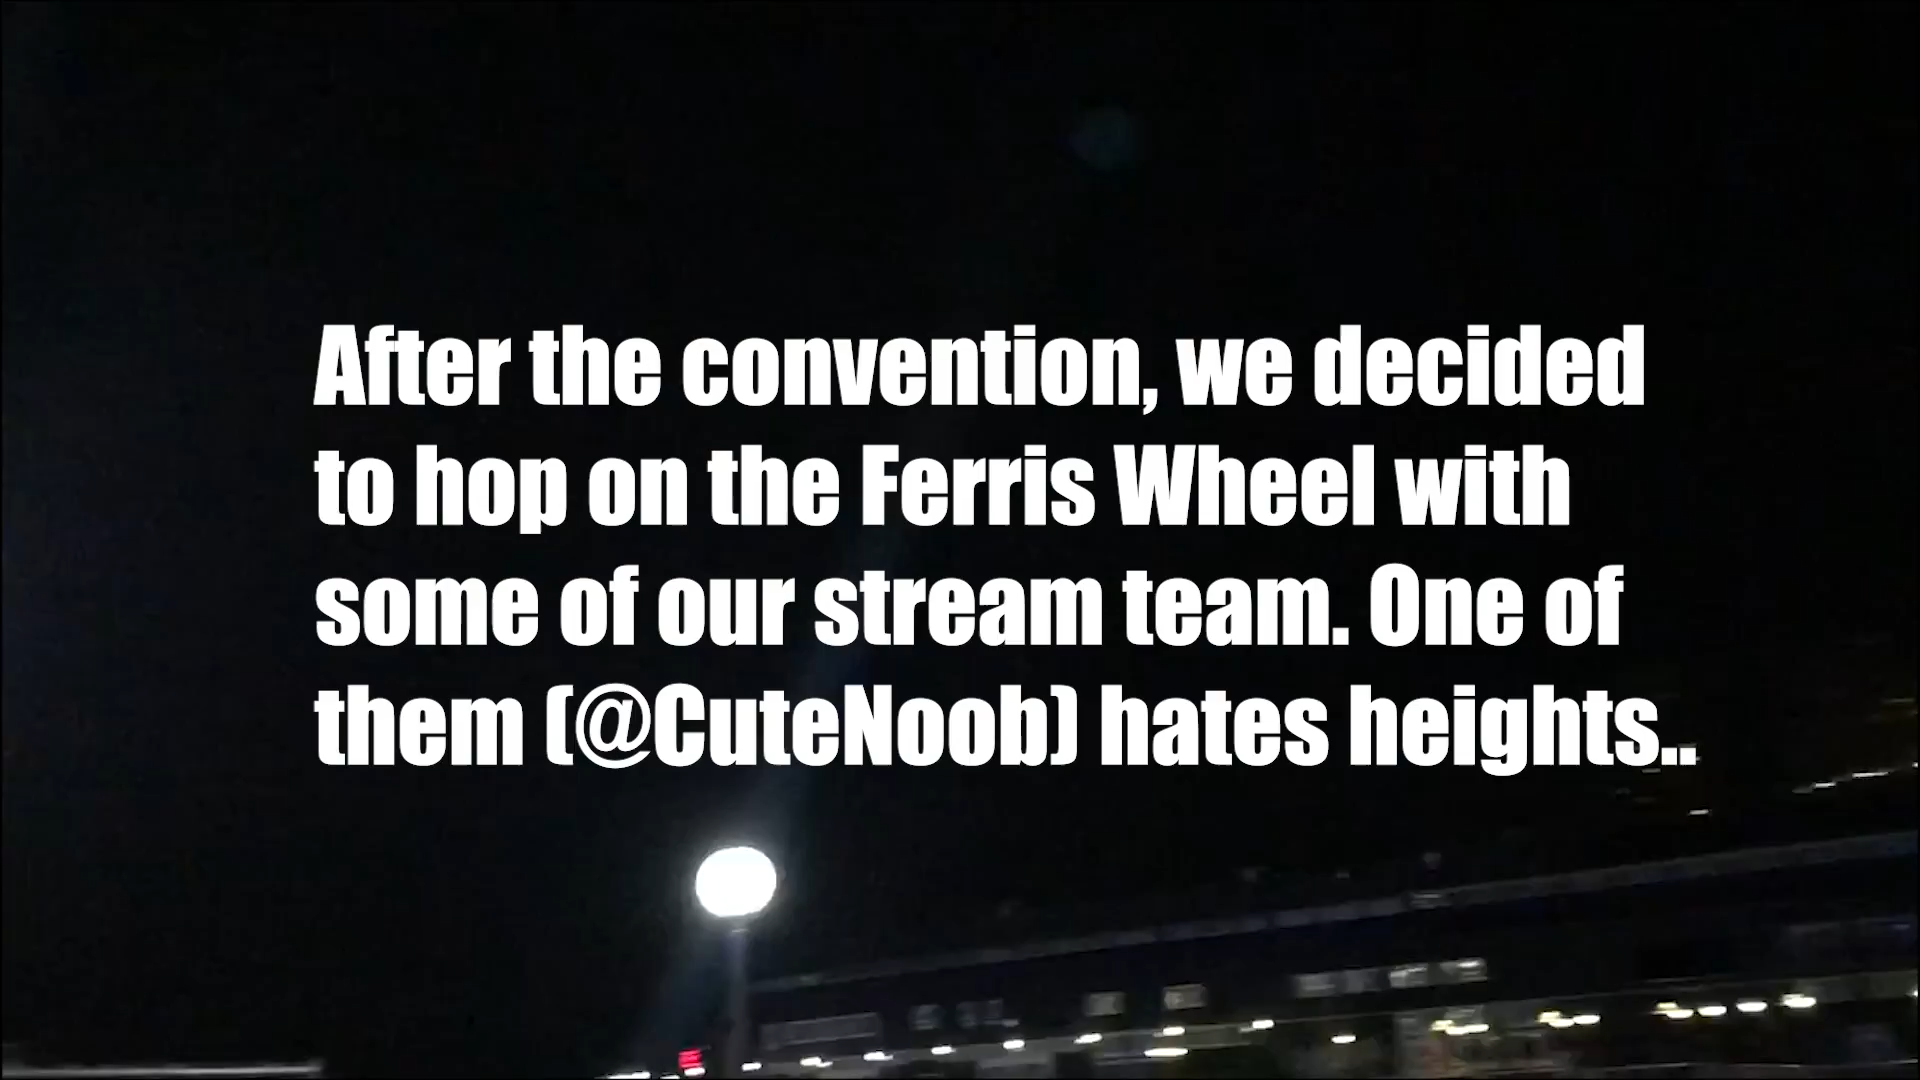 After the convention, we decided
to hop on the Ferris Wheel with
some of our stream team. One of
them (@CuteNoob) hates heights..